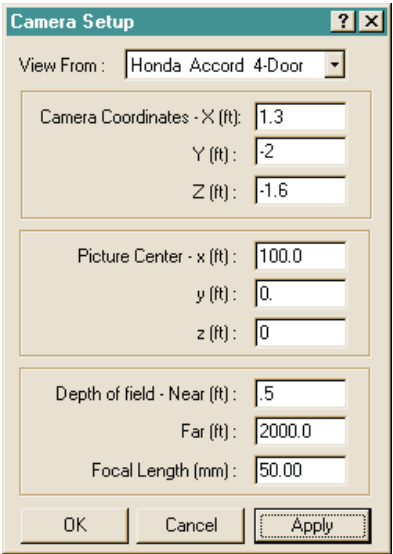 Camera Setup ? ×
View From : Honda Accord 4-Door
Camera Coordinates - X (ft): 1.3
Y (ft) : -2
Z (ft) : -1.6
Picture Center - x (ft) : 100.0
y (ft) : 0.
z (ft) : 0
Depth of field - Near (ft) : .5
Far (ft) : 2000.0
Focal Length (mm) : 50.00
OK Cancel Apply